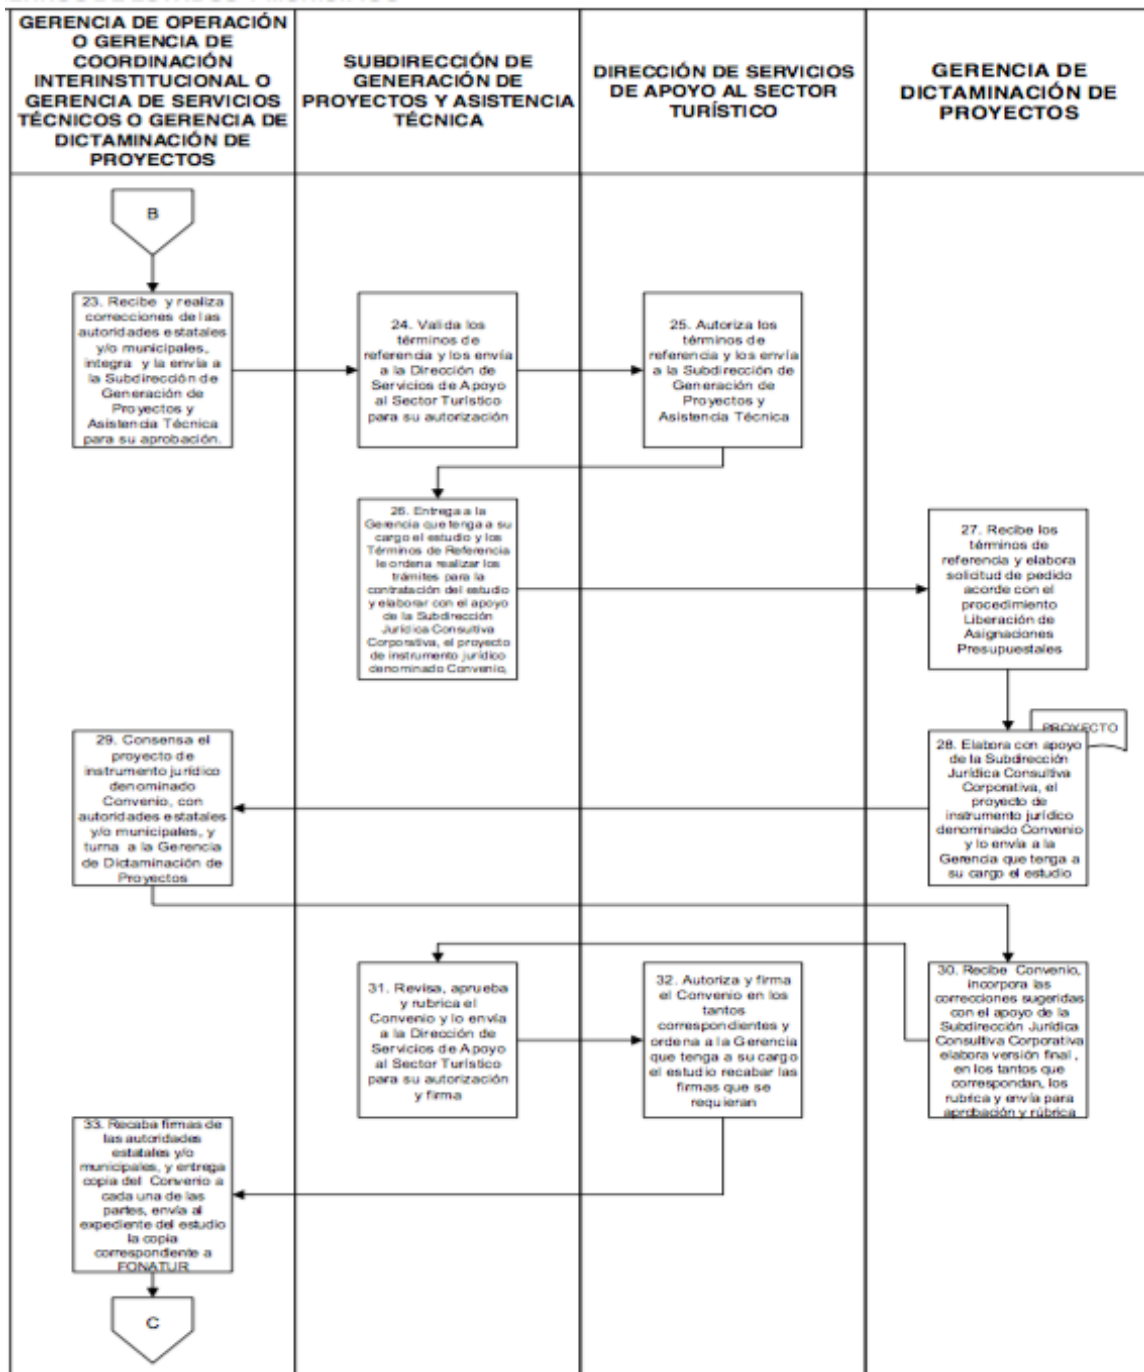 GERENCIA DE OPERACIÓN
O GERENCIA DE
COORDINACIÓN
INTERINSTITUCIONAL O
GERENCIA DE SERVICIOS
TÉCNICOS O GERENCIA DE
DICTAMINACIÓN DE
PROYECTOS
SUBDIRECCIÓN DE
GENERACIÓN DE
PROYECTOS Y ASISTENCIA
TÉCNICA
DIRECCIÓN DE SERVICIOS
DE APOYO AL SECTOR
TURÍSTICO
GERENCIA DE
DICTAMINACIÓN DE
PROYECTOS
B
23. Recibe y realiza
correcciones de las
autoridades estatales
y/o municipales,
integra y la envía a
la Subdirección de
Generación de
Proyectos y
Asistencia Técnica
para su aprobación.
24. Valida los
términos de
referencia y los envía
a la Dirección de
Servicios de Apoyo
al Sector Turístico
para su autorización
25. Autoriza los
términos de
referencia y los envía
a la Subdirección de
Generación de
Proyectos y
Asistencia Técnica
26. Entrega a la
Gerencia que tenga a su
cargo el estudio y los
Términos de Referencia
le ordena realizar los
trámites para la
contratación del estudio
y elaborar con el apoyo
de la Subdirección
Jurídica Consultiva
Corporativa, el proyecto
de instrumento jurídico
denominado Convenio,
27. Recibe los
términos de
referencia y elabora
solicitud de pedido
acorde con el
procedimiento
Liberación de
Asignaciones
Presupuestales
PROYECTO
28. Elabora con apoyo
de la Subdirección
Jurídica Consultiva
Corporativa, el
proyecto de
instrumento jurídico
denominado Convenio
y lo envía a la
Gerencia que tenga a
su cargo el estudio
29. Consensa el
proyecto de
instrumento jurídico
denominado
Convenio, con
autoridades estatales
y/o municipales, y
turna a la Gerencia
de Dictaminación de
Proyectos
30. Recibe Convenio,
incorpora las
correcciones sugeridas
con el apoyo de la
Subdirección Jurídica
Consultiva Corporativa
elabora versión final ,
en los tantos que
correspondan, los
rubrica y envía para
aprobación y rúbrica
31. Revisa, aprueba
y rubrica el
Convenio y lo envía
a la Dirección de
Servicios de Apoyo
al Sector Turístico
para su autorización
y firma
32. Autoriza y firma
el Convenio en los
tantos
correspondientes y
ordena a la Gerencia
que tenga a su cargo
el estudio recabar las
firmas que se
requieran
33. Recaba firmas de
las autoridades
estatales y/o
municipales, y entrega
copia del Convenio a
cada una de las
partes, envía al
expediente del estudio
la copia
correspondiente a
FONATUR
C